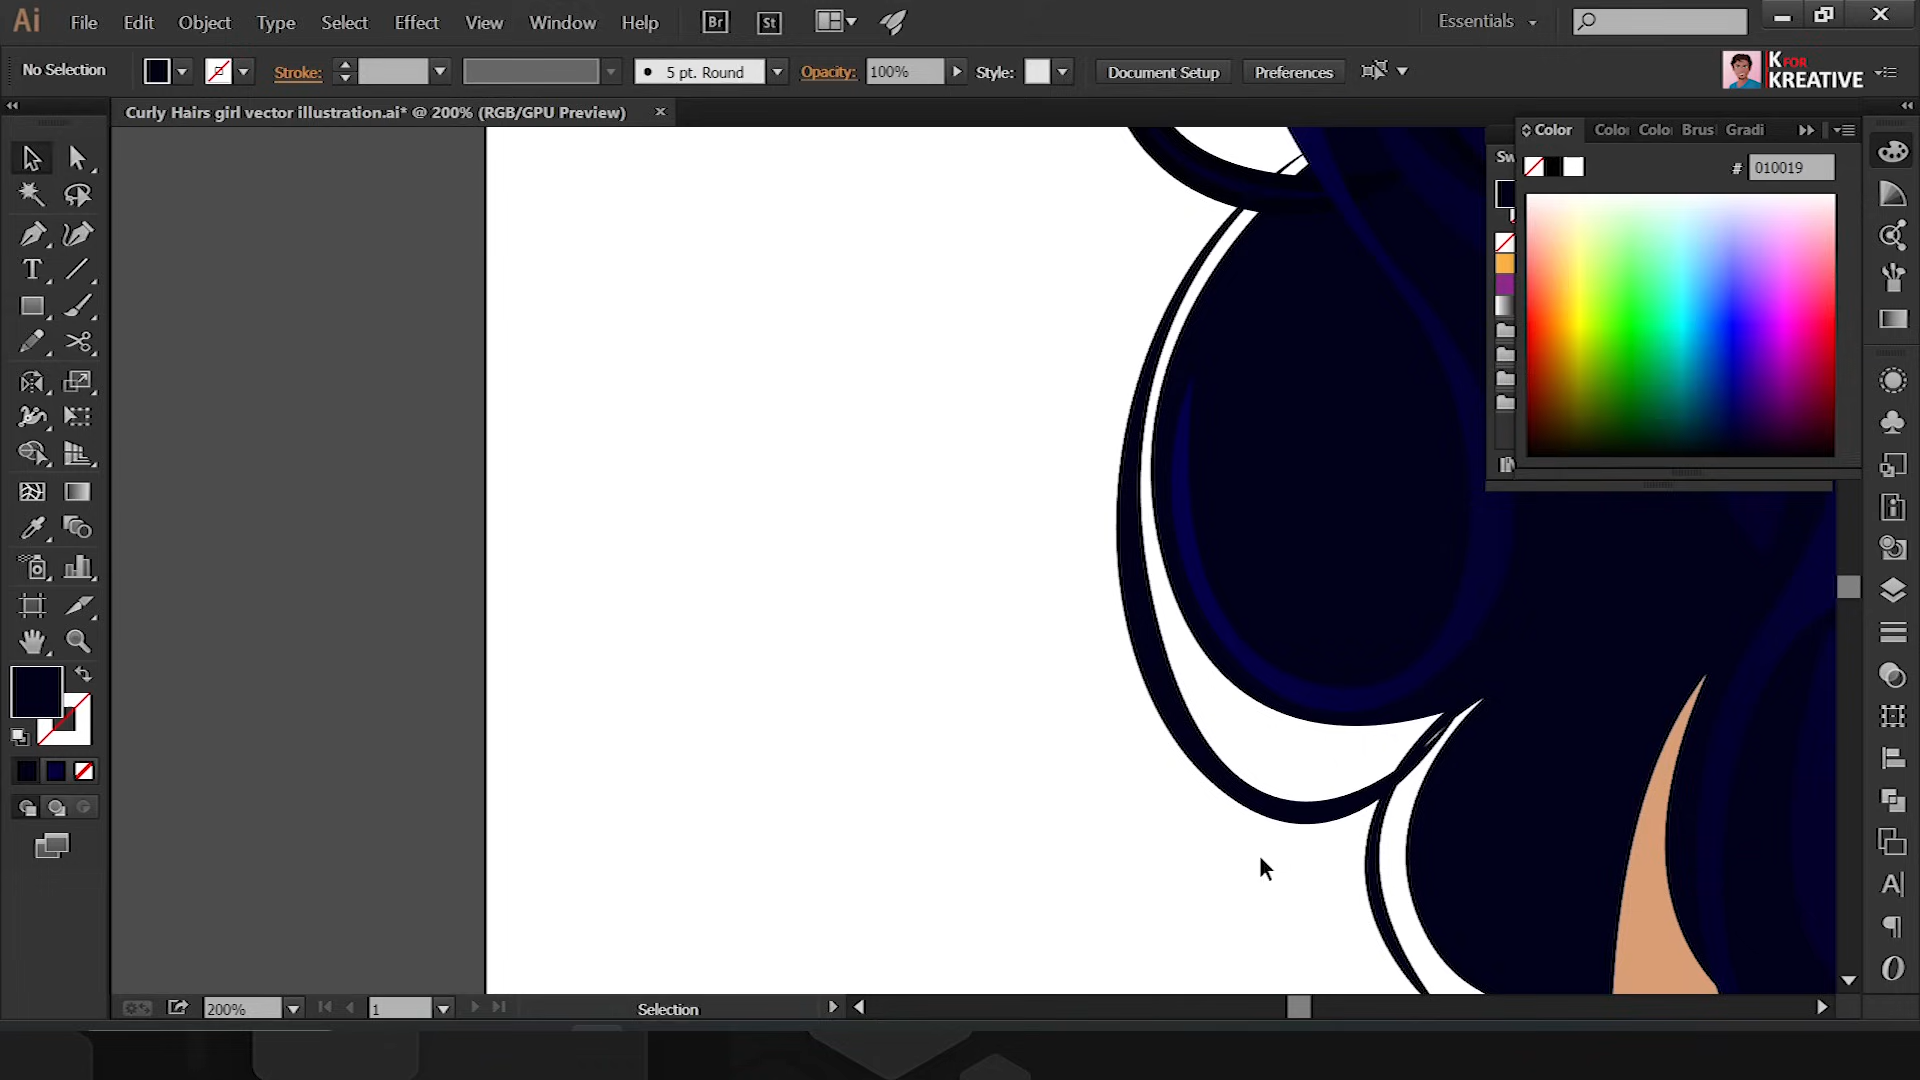 Ai File Edit Object Type Select Effect View Window Help Br St Essentials
No Selection Stroke: 5 pt. Round Opacity: 100% Style: Document Setup Preferences K FOR KREATIVE
Curly Hairs girl vector illustration.ai* @ 200% (RGB/GPU Preview)
Color Colo Colo Brus Gradi
Sw
# 010019
200% 1 Selection